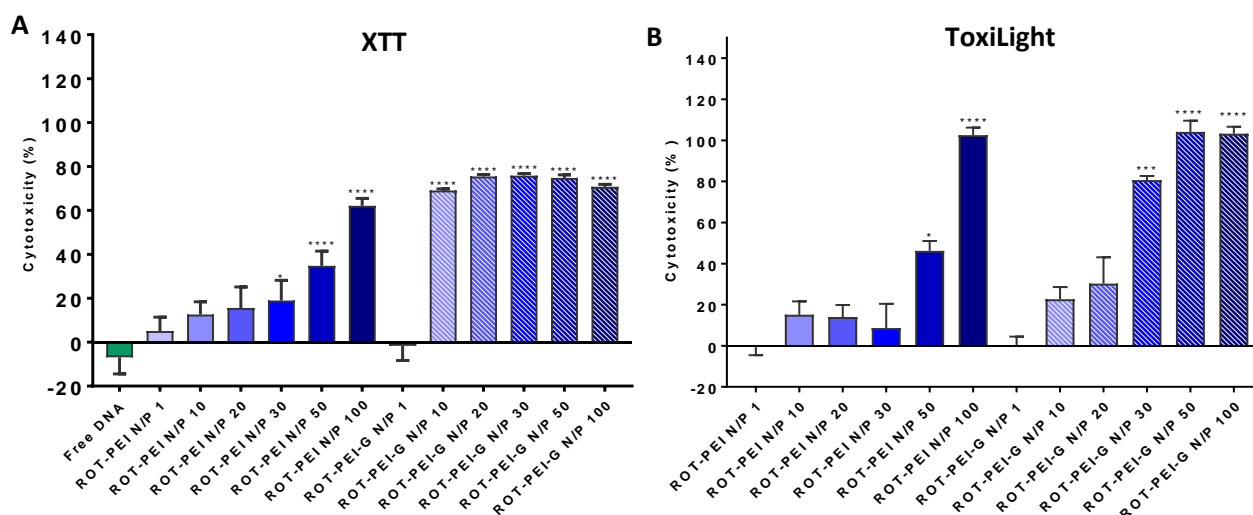 A
XTT
Cytotoxicity (%)
140
120
100
80
60
40
20
0
-20
*
****
****
****
****
****
****
****
Free DNA
ROT-PEI N/P 1
ROT-PEI N/P 10
ROT-PEI N/P 20
ROT-PEI N/P 30
ROT-PEI N/P 50
ROT-PEI N/P 100
ROT-PEI-G N/P 1
ROT-PEI-G N/P 10
ROT-PEI-G N/P 20
ROT-PEI-G N/P 30
ROT-PEI-G N/P 50
ROT-PEI-G N/P 100
B
ToxiLight
Cytotoxicity (%)
140
120
100
80
60
40
20
0
-20
*
****
***
****
****
ROT-PEI N/P 1
ROT-PEI N/P 10
ROT-PEI N/P 20
ROT-PEI N/P 30
ROT-PEI N/P 50
ROT-PEI N/P 100
ROT-PEI-G N/P 1
ROT-PEI-G N/P 10
ROT-PEI-G N/P 20
ROT-PEI-G N/P 30
ROT-PEI-G N/P 50
ROT-PEI-G N/P 100